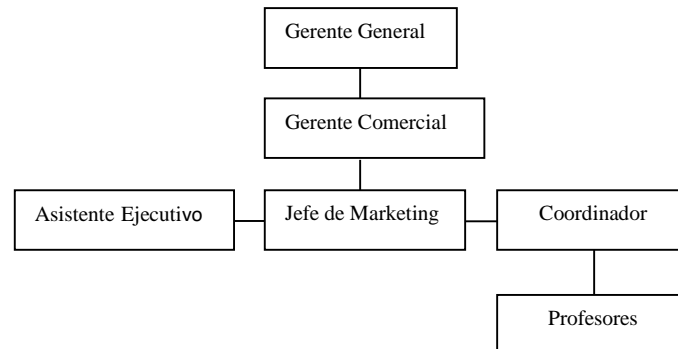 Gerente General
Gerente Comercial
Asistente Ejecutivo
Jefe de Marketing
Coordinador
Profesores